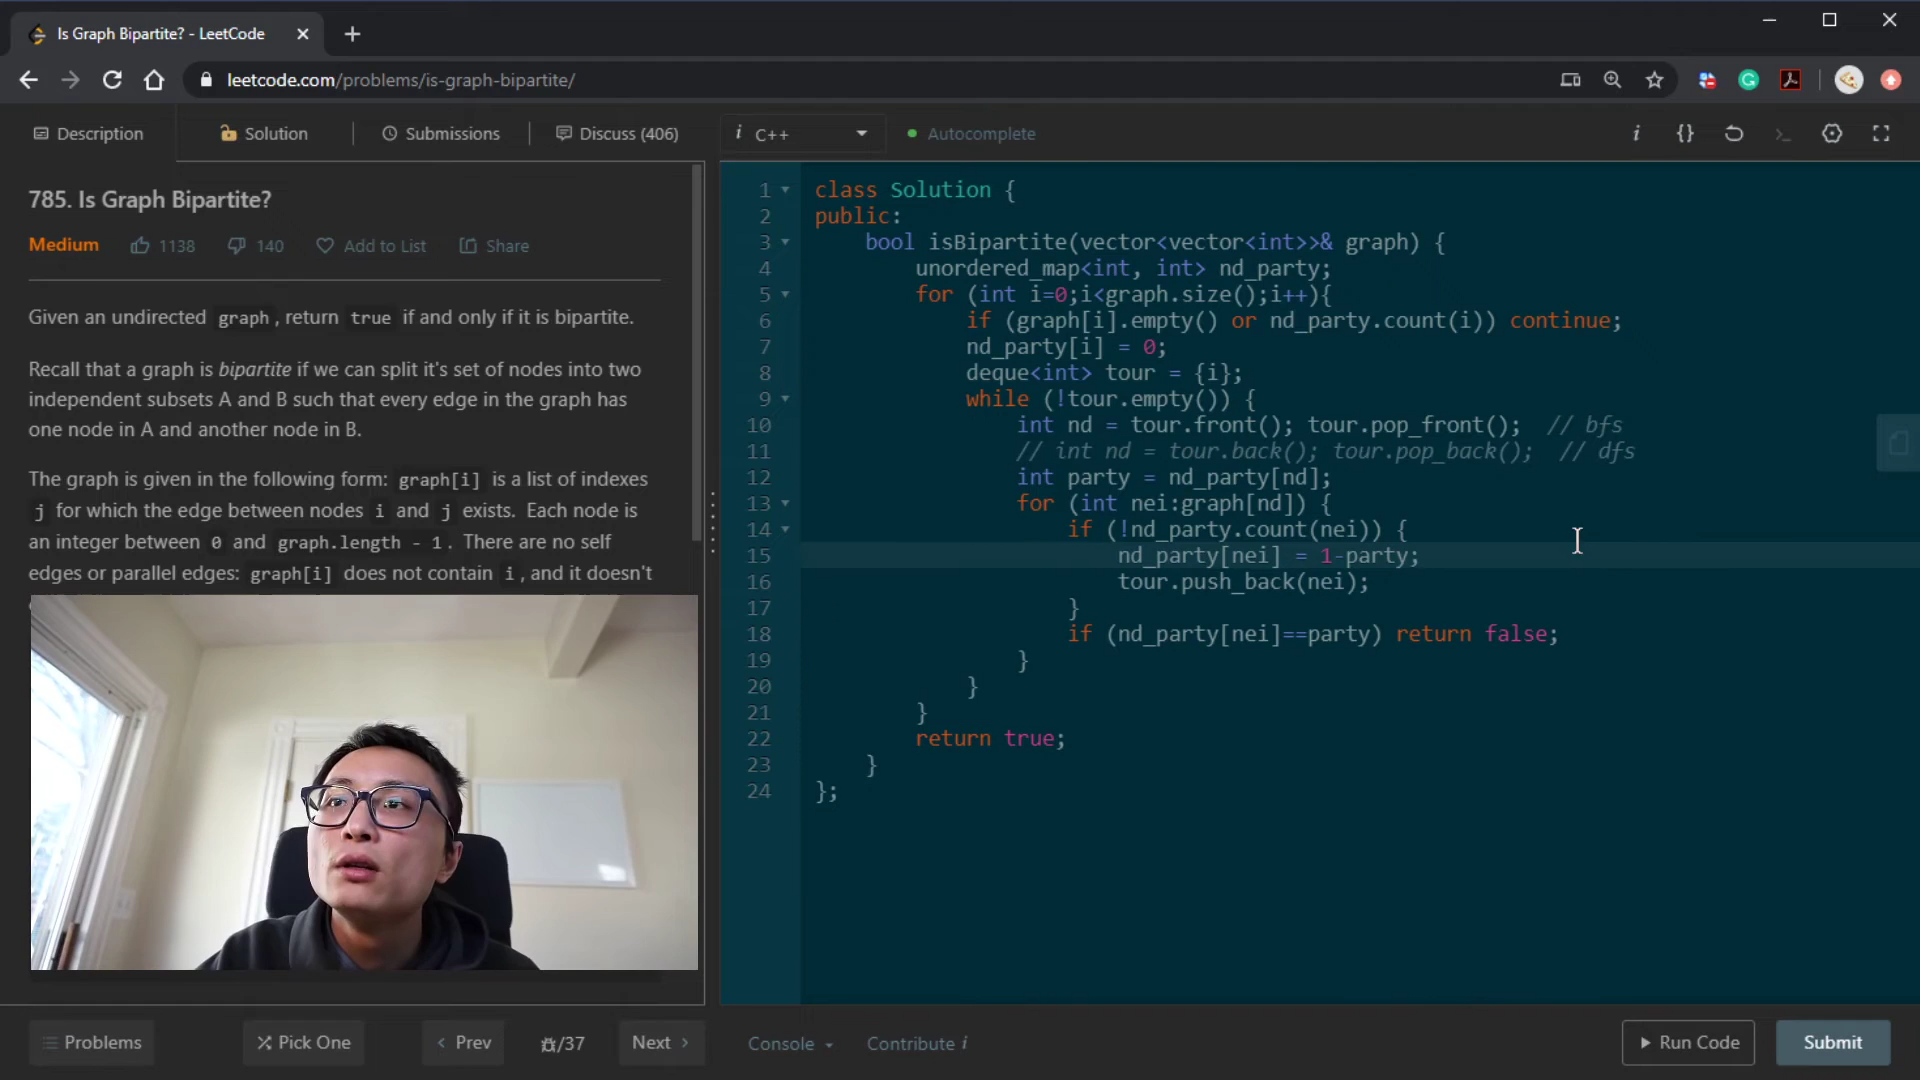 Is Graph Bipartite? - LeetCode
leetcode.com/problems/is-graph-bipartite/
Description
Solution
Submissions
Discuss (406)
i C++
Autocomplete
i {}
785. Is Graph Bipartite?
Medium 1138 140 Add to List Share
Given an undirected graph, return true if and only if it is bipartite.
Recall that a graph is bipartite if we can split it's set of nodes into two
independent subsets A and B such that every edge in the graph has
one node in A and another node in B.
The graph is given in the following form: graph[i] is a list of indexes
j for which the edge between nodes i and j exists. Each node is
an integer between 0 and graph.length - 1. There are no self
edges or parallel edges: graph[i] does not contain i, and it doesn't
1 class Solution {
2 public:
3     bool isBipartite(vector<vector<int>>& graph) {
4         unordered_map<int, int> nd_party;
5         for (int i=0;i<graph.size();i++){
6             if (graph[i].empty() or nd_party.count(i)) continue;
7             nd_party[i] = 0;
8             deque<int> tour = {i};
9             while (!tour.empty()) {
10                 int nd = tour.front(); tour.pop_front();  // bfs
11                 // int nd = tour.back(); tour.pop_back();  // dfs
12                 int party = nd_party[nd];
13                 for (int nei:graph[nd]) {
14                     if (!nd_party.count(nei)) {
15                         nd_party[nei] = 1-party;
16                         tour.push_back(nei);
17                     }
18                     if (nd_party[nei]==party) return false;
19                 }
20             }
21         }
22         return true;
23     }
24 };
Problems
Pick One
< Prev
/37
Next >
Console
Contribute i
Run Code
Submit